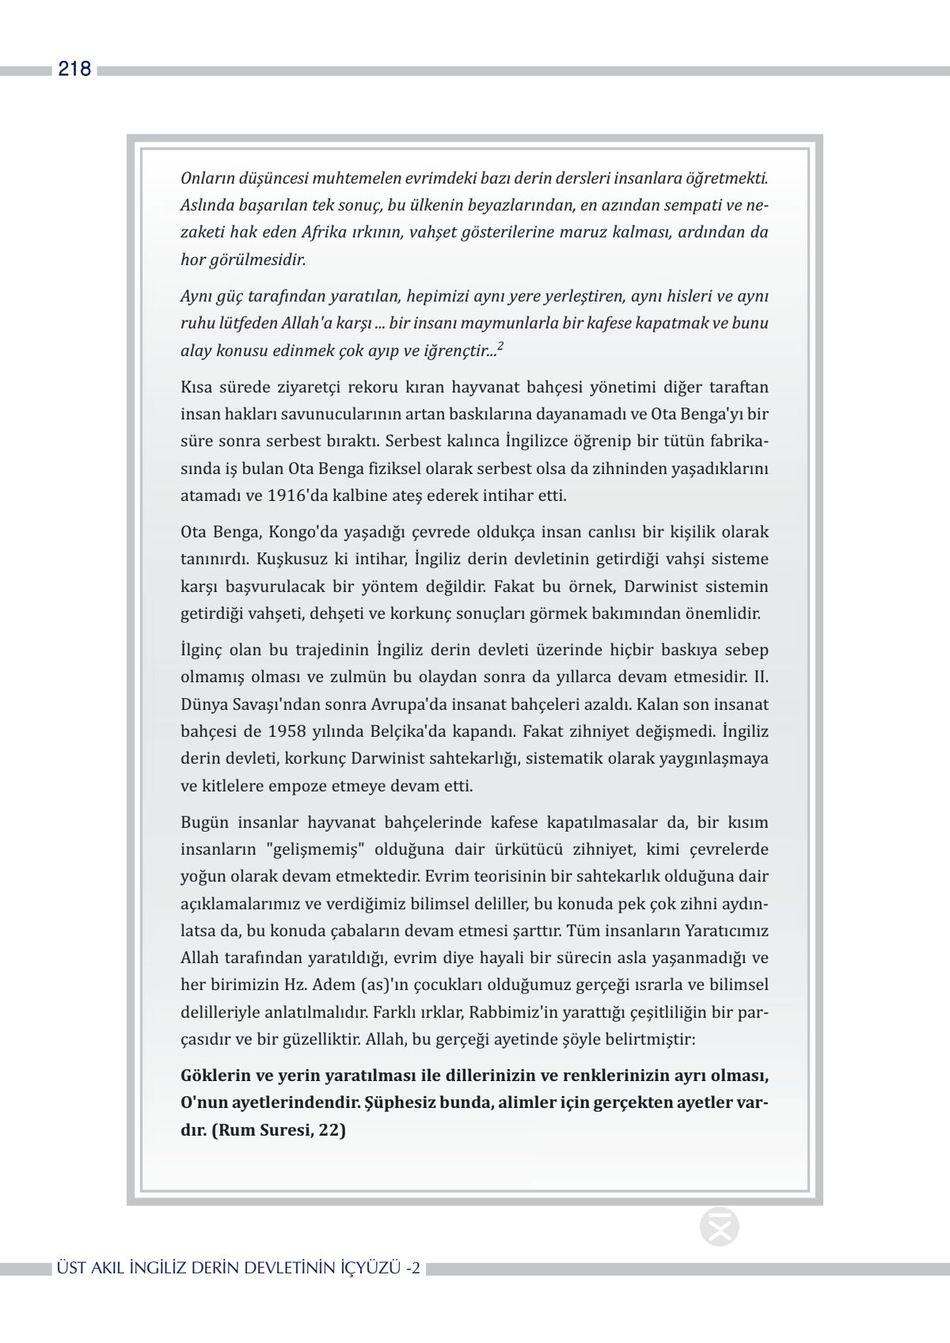 218
Onların düşüncesi muhtemelen evrimdeki bazı derin dersleri insanlara öğretmekti.
Aslında başarılan tek sonuç, bu ülkenin beyazlarından, en azından sempati ve ne-
zaketi hak eden Afrika ırkının, vahşet gösterilerine maruz kalması, ardından da
hor görülmesidir.
Aynı güç tarafından yaratılan, hepimizi aynı yere yerleştiren, aynı hisleri ve aynı
ruhu lütfeden Allah'a karşı ... bir insanı maymunlarla bir kafese kapatmak ve bunu
alay konusu edinmek çok ayıp ve iğrençtir...2
Kısa sürede ziyaretçi rekoru kıran hayvanat bahçesi yönetimi diğer taraftan
insan hakları savunucularının artan baskılarına dayanamadı ve Ota Benga'yı bir
süre sonra serbest bıraktı. Serbest kalınca İngilizce öğrenip bir tütün fabrika-
sında iş bulan Ota Benga fiziksel olarak serbest olsa da zihninden yaşadıklarını
atamadı ve 1916'da kalbine ateş ederek intihar etti.
Ota Benga, Kongo'da yaşadığı çevrede oldukça insan canlısı bir kişilik olarak
tanınırdı. Kuşkusuz ki intihar, İngiliz derin devletinin getirdiği vahşi sisteme
karşı başvurulacak bir yöntem değildir. Fakat bu örnek, Darwinist sistemin
getirdiği vahşeti, dehşeti ve korkunç sonuçları görmek bakımından önemlidir.
İlginç olan bu trajedinin İngiliz derin devleti üzerinde hiçbir baskıya sebep
olmamış olması ve zulmün bu olaydan sonra da yıllarca devam etmesidir. II.
Dünya Savaşı'ndan sonra Avrupa'da insanat bahçeleri azaldı. Kalan son insanat
bahçesi de 1958 yılında Belçika'da kapandı. Fakat zihniyet değişmedi. İngiliz
derin devleti, korkunç Darwinist sahtekarlığı, sistematik olarak yaygınlaşmaya
ve kitlelere empoze etmeye devam etti.
Bugün insanlar hayvanat bahçelerinde kafese kapatılmasalar da, bir kısım
insanların "gelişmemiş" olduğuna dair ürkütücü zihniyet, kimi çevrelerde
yoğun olarak devam etmektedir. Evrim teorisinin bir sahtekarlık olduğuna dair
açıklamalarımız ve verdiğimiz bilimsel deliller, bu konuda pek çok zihni aydın-
latsa da, bu konuda çabaların devam etmesi şarttır. Tüm insanların Yaratıcımız
Allah tarafından yaratıldığı, evrim diye hayali bir sürecin asla yaşanmadığı ve
her birimizin Hz. Adem (as)'ın çocukları olduğumuz gerçeği ısrarla ve bilimsel
delilleriyle anlatılmalıdır. Farklı ırklar, Rabbimiz'in yarattığı çeşitliliğin bir par-
çasıdır ve bir güzelliktir. Allah, bu gerçeği ayetinde şöyle belirtmiştir:
Göklerin ve yerin yaratılması ile dillerinizin ve renklerinizin ayrı olması,
O'nun ayetlerindendir. Şüphesiz bunda, alimler için gerçekten ayetler var-
dır. (Rum Suresi, 22)
ÜST AKIL İNGİLİZ DERİN DEVLETİNİN İÇYÜZÜ -2